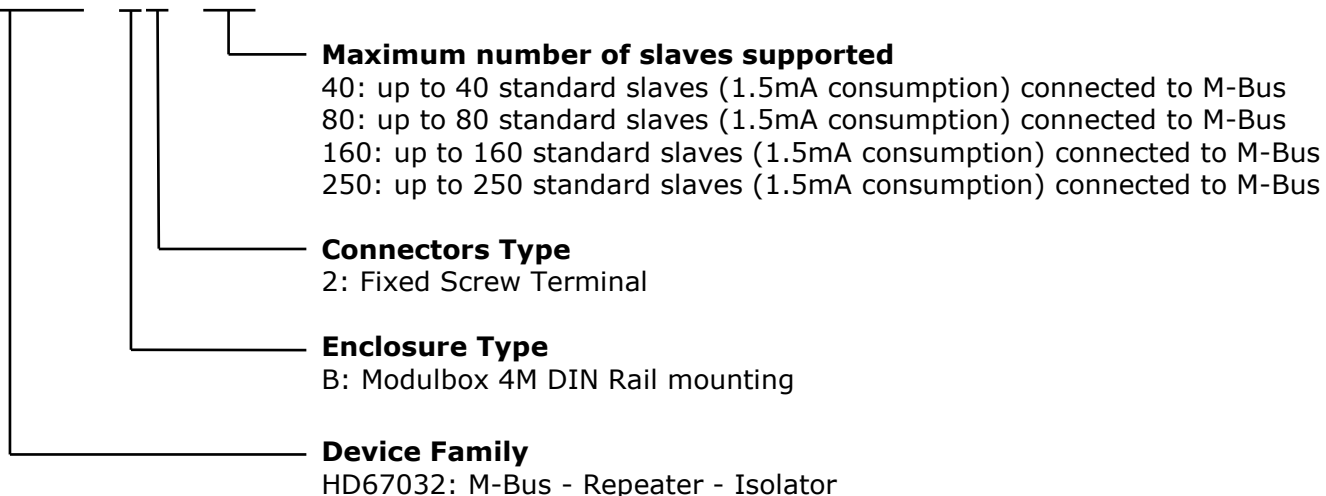 Maximum number of slaves supported
40: up to 40 standard slaves (1.5mA consumption) connected to M-Bus
80: up to 80 standard slaves (1.5mA consumption) connected to M-Bus
160: up to 160 standard slaves (1.5mA consumption) connected to M-Bus
250: up to 250 standard slaves (1.5mA consumption) connected to M-Bus
Connectors Type
2: Fixed Screw Terminal
Enclosure Type
B: Modulbox 4M DIN Rail mounting
Device Family
HD67032: M-Bus - Repeater - Isolator